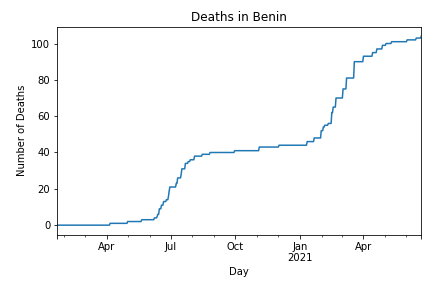 Deaths in Benin
Number of Deaths
100
80
60
40
20
0
Apr
Jul
Oct
Jan
2021
Apr
Day